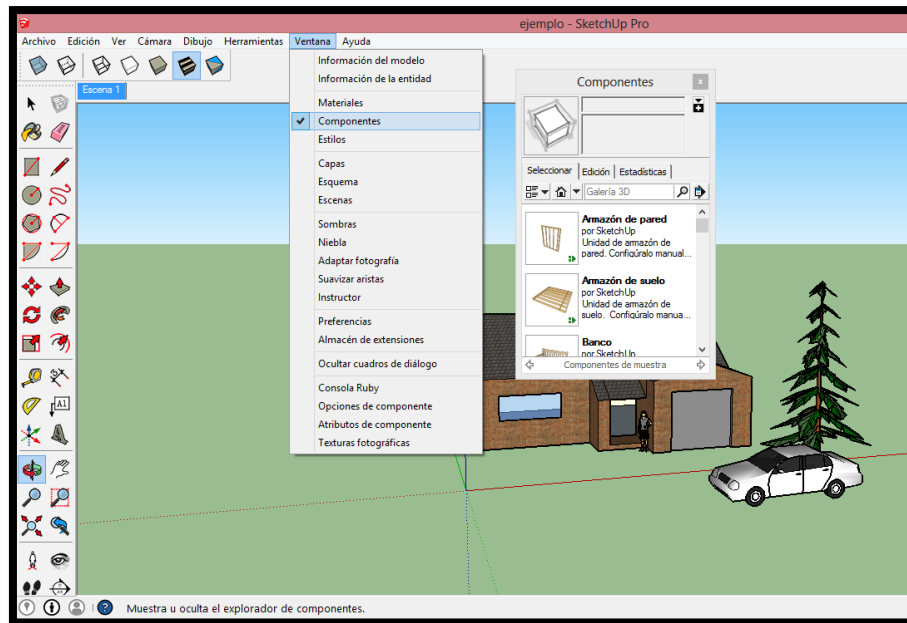 ejemplo - SketchUp Pro
Archivo Edición Ver Cámara Dibujo Herramientas Ventana Ayuda
Escena 1
Información del modelo
Información de la entidad
Materiales
Componentes
Estilos
Capas
Esquema
Escenas
Sombras
Niebla
Adaptar fotografía
Suavizar aristas
Instructor
Preferencias
Almacén de extensiones
Ocultar cuadros de diálogo
Consola Ruby
Opciones de componente
Atributos de componente
Texturas fotográficas
Componentes
Seleccionar Edición Estadísticas
Galería 3D
Armazón de pared
por SketchUp
Unidad de armazón de
pared. Configúralo manual...
Armazón de suelo
por SketchUp
Unidad de armazón de
suelo. Configúralo manua...
Banco
por SketchUp
Componentes de muestra
A1
Muestra u oculta el explorador de componentes.